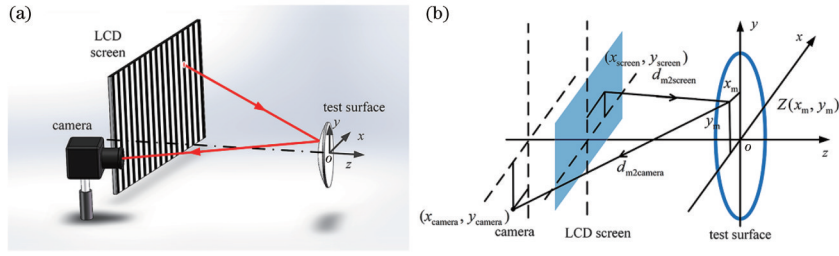 (a)
LCD
screen
camera
test surface
y
x
o
z
(b)
y
x
(xscreen, yscreen)
dm2screen
xm
Z(xm, ym)
ym
o
z
dm2camera
(xcamera, ycamera)
camera
LCD screen
test surface